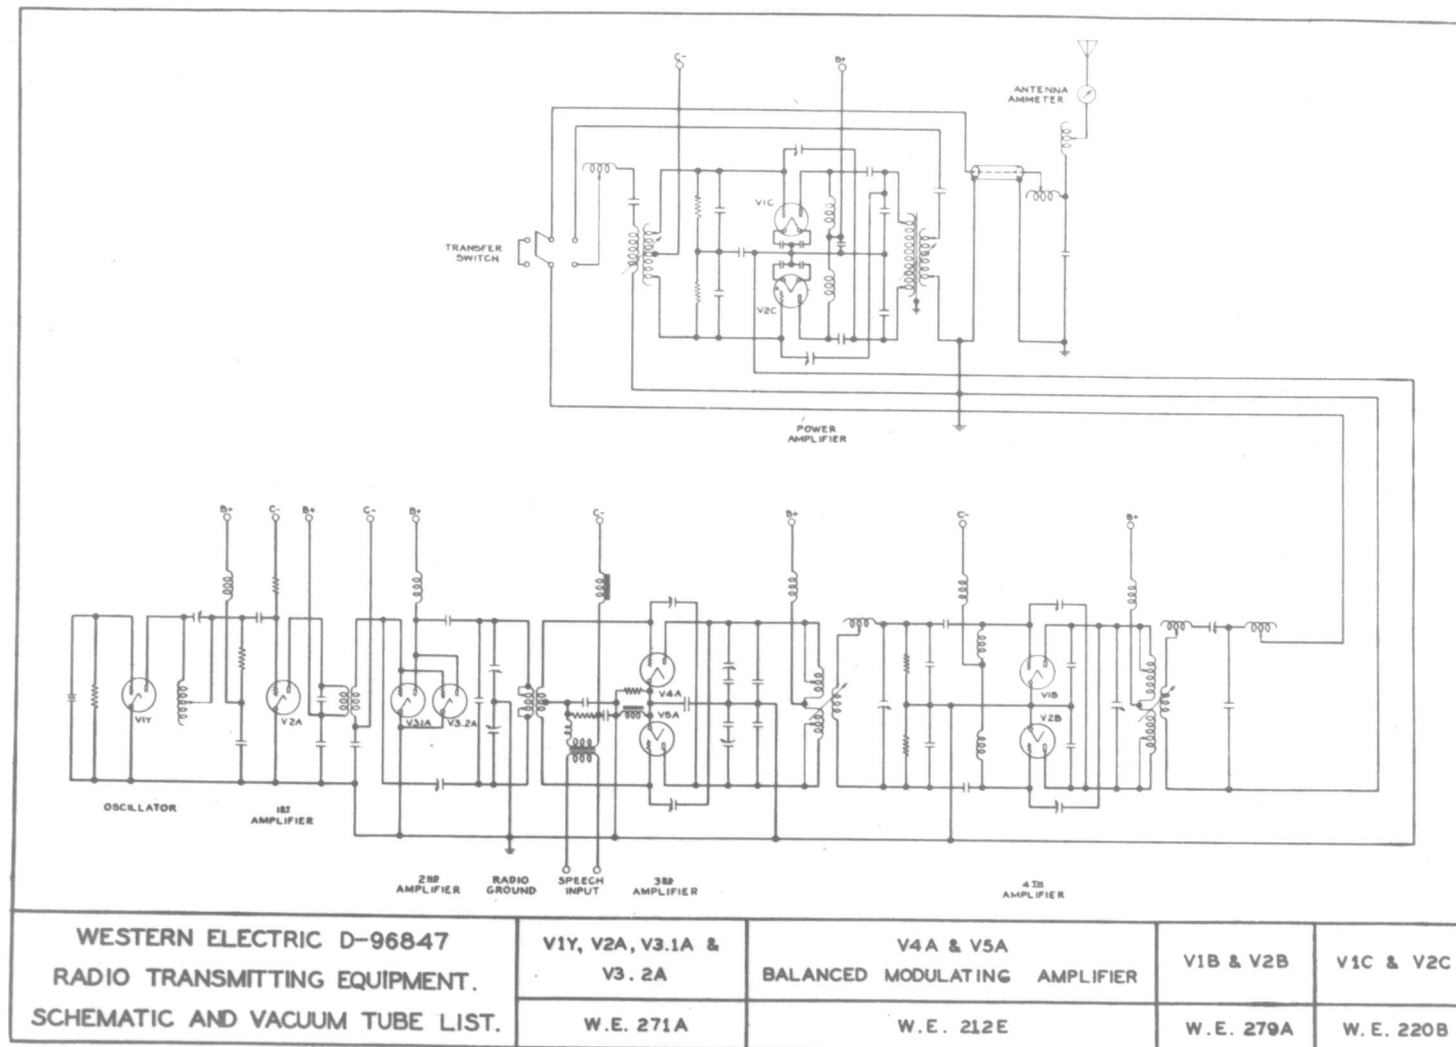 C-
B+
ANTENNA
AMMETER
V1C
TRANSFER
SWITCH
V2C
POWER
AMPLIFIER
B+
C-
B+
C-
B+
C-
B+
C-
B+
V1Y
V2A
V3.1A
V3.2A
V4A
V5A
V1B
V2B
OSCILLATOR
1ST
AMPLIFIER
2ND
AMPLIFIER
RADIO
GROUND
SPEECH
INPUT
3RD
AMPLIFIER
4TH
AMPLIFIER
WESTERN ELECTRIC D-96847
RADIO TRANSMITTING EQUIPMENT.
SCHEMATIC AND VACUUM TUBE LIST.
V1Y, V2A, V3.1A &
V3.2A
W.E. 271A
V4A & V5A
BALANCED MODULATING AMPLIFIER
W.E. 212E
V1B & V2B
W.E. 279A
V1C & V2C
W.E. 220B